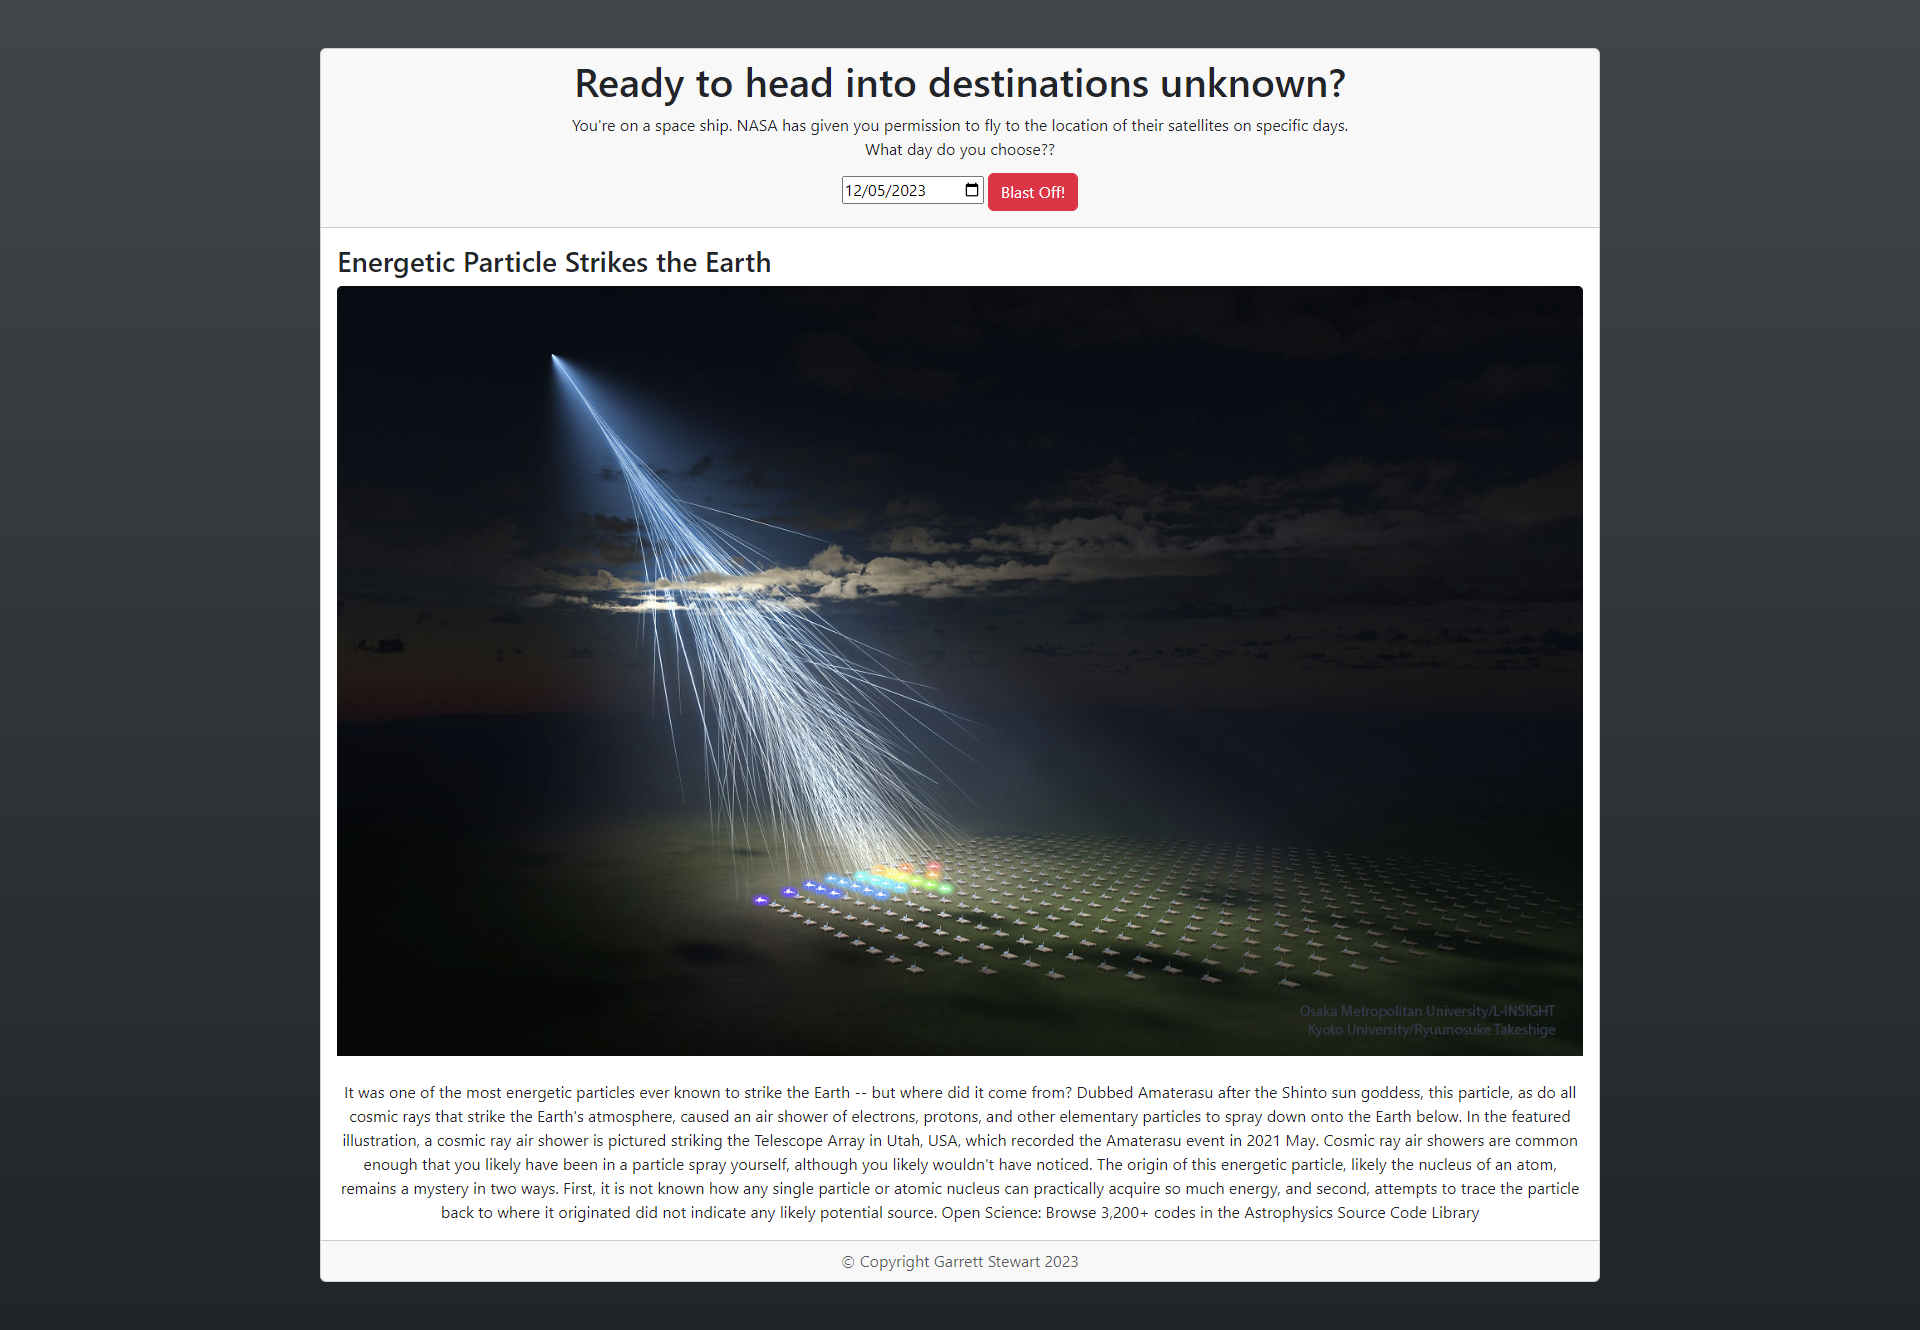 Ready to head into destinations unknown?
You're on a space ship. NASA has given you permission to fly to the location of their satellites on specific days.
What day do you choose??
12/05/2023 Blast Off!
Energetic Particle Strikes the Earth
Osaka Metropolitan University/L-INSIGHT
Kyoto University/Ryuunosuke Takeshige
It was one of the most energetic particles ever known to strike the Earth -- but where did it come from? Dubbed Amaterasu after the Shinto sun goddess, this particle, as do all
cosmic rays that strike the Earth's atmosphere, caused an air shower of electrons, protons, and other elementary particles to spray down onto the Earth below. In the featured
illustration, a cosmic ray air shower is pictured striking the Telescope Array in Utah, USA, which recorded the Amaterasu event in 2021 May. Cosmic ray air showers are common
enough that you likely have been in a particle spray yourself, although you likely wouldn't have noticed. The origin of this energetic particle, likely the nucleus of an atom,
remains a mystery in two ways. First, it is not known how any single particle or atomic nucleus can practically acquire so much energy, and second, attempts to trace the particle
back to where it originated did not indicate any likely potential source. Open Science: Browse 3,200+ codes in the Astrophysics Source Code Library
© Copyright Garrett Stewart 2023